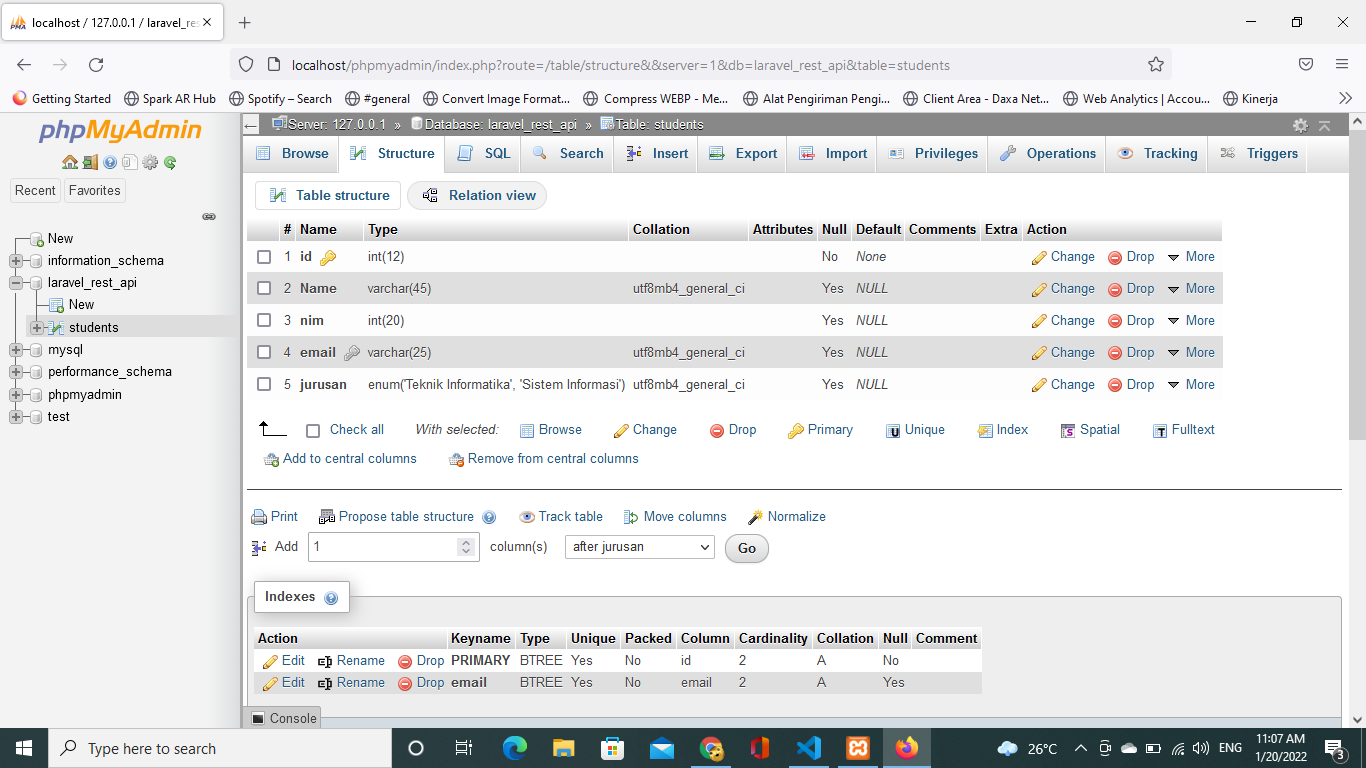 localhost / 127.0.0.1 / laravel_res
localhost/phpmyadmin/index.php?route=/table/structure&&server=1&db=laravel_rest_api&table=students
Getting Started Spark AR Hub Spotify – Search #general Convert Image Format... Compress WEBP - Me... Alat Pengiriman Pengi... Client Area - Daxa Net... Web Analytics | Accou... Kinerja
phpMyAdmin
Recent Favorites
New
information_schema
laravel_rest_api
New
students
mysql
performance_schema
phpmyadmin
test
Server: 127.0.0.1 » Database: laravel_rest_api » Table: students
Browse Structure SQL Search Insert Export Import Privileges Operations Tracking Triggers
Table structure Relation view
# Name Type Collation Attributes Null Default Comments Extra Action
1 id int(12) No None Change Drop More
2 Name varchar(45) utf8mb4_general_ci Yes NULL Change Drop More
3 nim int(20) Yes NULL Change Drop More
4 email varchar(25) utf8mb4_general_ci Yes NULL Change Drop More
5 jurusan enum('Teknik Informatika', 'Sistem Informasi') utf8mb4_general_ci Yes NULL Change Drop More
Check all With selected: Browse Change Drop Primary Unique Index Spatial Fulltext
Add to central columns Remove from central columns
Print Propose table structure Track table Move columns Normalize
Add 1 column(s) after jurusan Go
Indexes
Action Keyname Type Unique Packed Column Cardinality Collation Null Comment
Edit Rename Drop PRIMARY BTREE Yes No id 2 A No
Edit Rename Drop email BTREE Yes No email 2 A Yes
Console
Type here to search
26°C
ENG
11:07 AM
1/20/2022
3